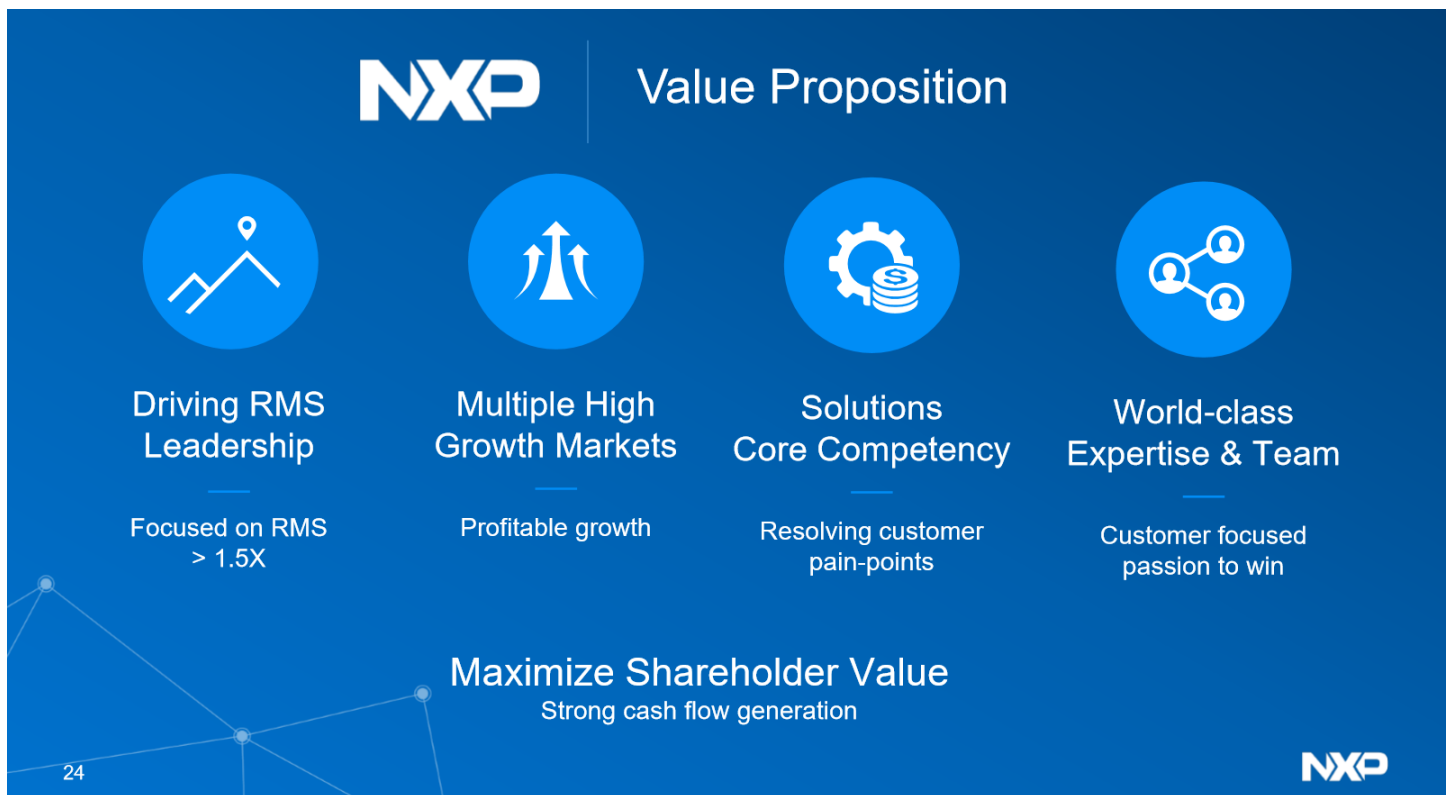 NXP
Value Proposition
Driving RMS
Leadership
Focused on RMS
> 1.5X
Multiple High
Growth Markets
Profitable growth
$
Solutions
Core Competency
Resolving customer
pain-points
World-class
Expertise & Team
Customer focused
passion to win
Maximize Shareholder Value
Strong cash flow generation
24
NXP